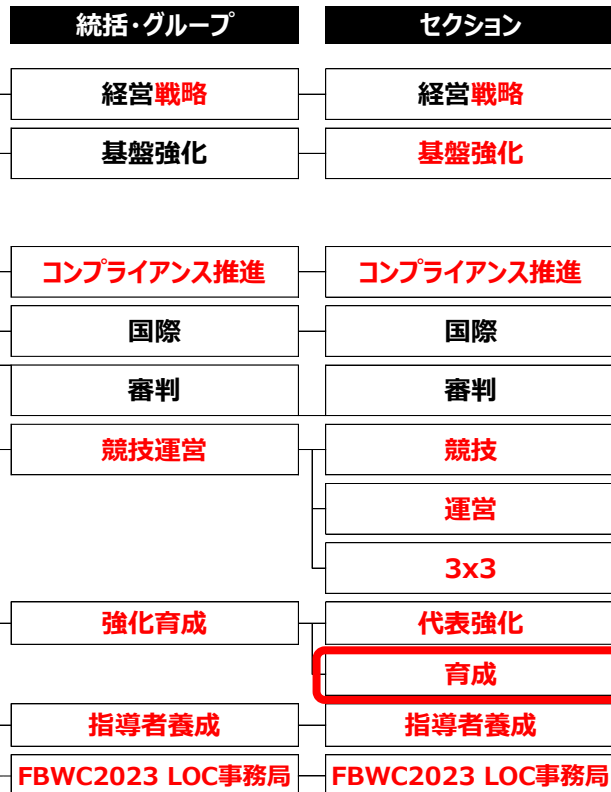 統括・グループ セクション
経営戦略 経営戦略
基盤強化 基盤強化
コンプライアンス推進 コンプライアンス推進
国際 国際
審判 審判
競技運営 競技
運営
3x3
強化育成 代表強化
育成
指導者養成 指導者養成
FBWC2023 LOC事務局 FBWC2023 LOC事務局